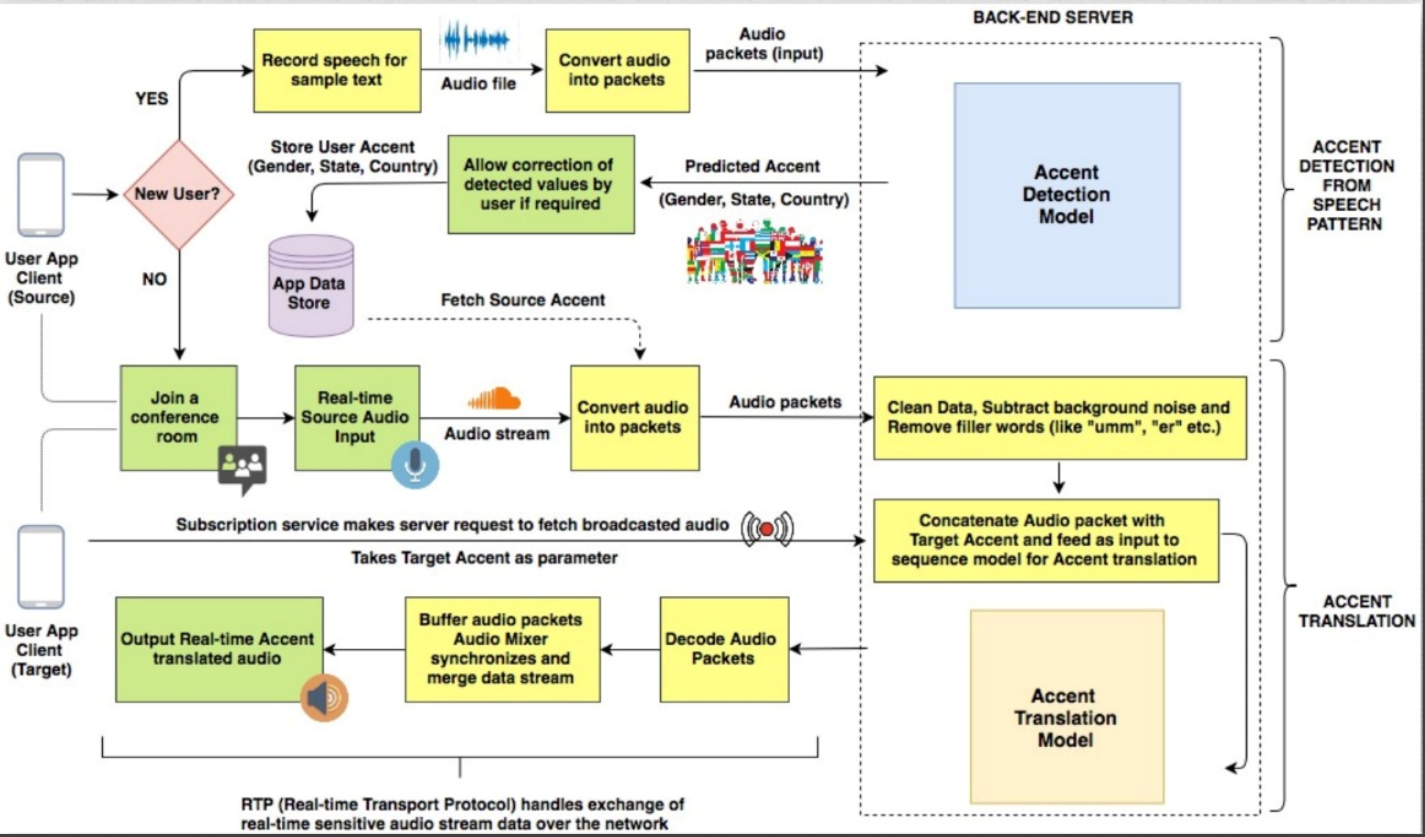 BACK-END SERVER
Record speech for
sample text
Audio file
Convert audio
into packets
Audio
packets (input)
YES
New User?
NO
User App
Client
(Source)
Store User Accent
(Gender, State, Country)
Allow correction of
detected values by
user if required
Predicted Accent
(Gender, State, Country)
Accent
Detection
Model
ACCENT
DETECTION
FROM
SPEECH
PATTERN
App Data
Store
Fetch Source Accent
Join a
conference
room
Real-time
Source Audio
Input
Audio stream
Convert audio
into packets
Audio packets
Clean Data, Subtract background noise and
Remove filler words (like "umm", "er" etc.)
Subscription service makes server request to fetch broadcasted audio
Takes Target Accent as parameter
Concatenate Audio packet with
Target Accent and feed as input to
sequence model for Accent translation
User App
Client
(Target)
Output Real-time Accent
translated audio
Buffer audio packets
Audio Mixer
synchronizes and
merge data stream
Decode Audio
Packets
Accent
Translation
Model
ACCENT
TRANSLATION
RTP (Real-time Transport Protocol) handles exchange of
real-time sensitive audio stream data over the network